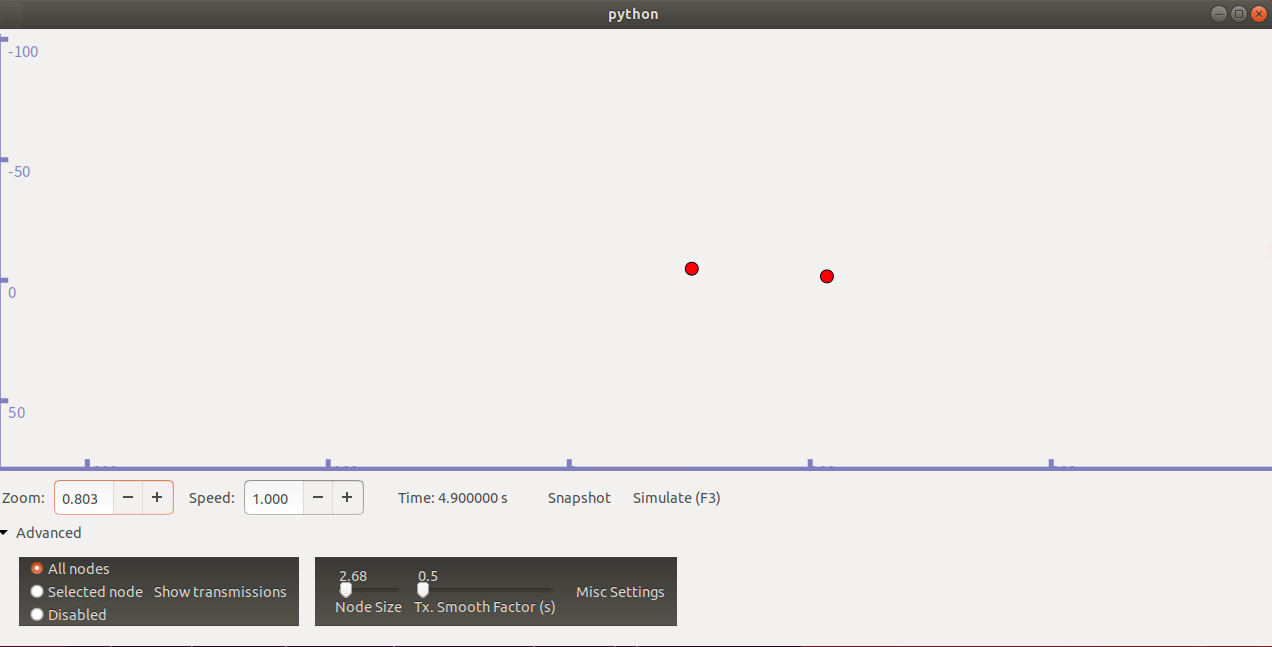 python
-100
-50
0
50
Zoom: 0.803 Speed: 1.000 Time: 4.900000 s Snapshot Simulate (F3)
Advanced
All nodes
Selected node Show transmissions
Disabled
2.68 0.5
Node Size Tx. Smooth Factor (s) Misc Settings